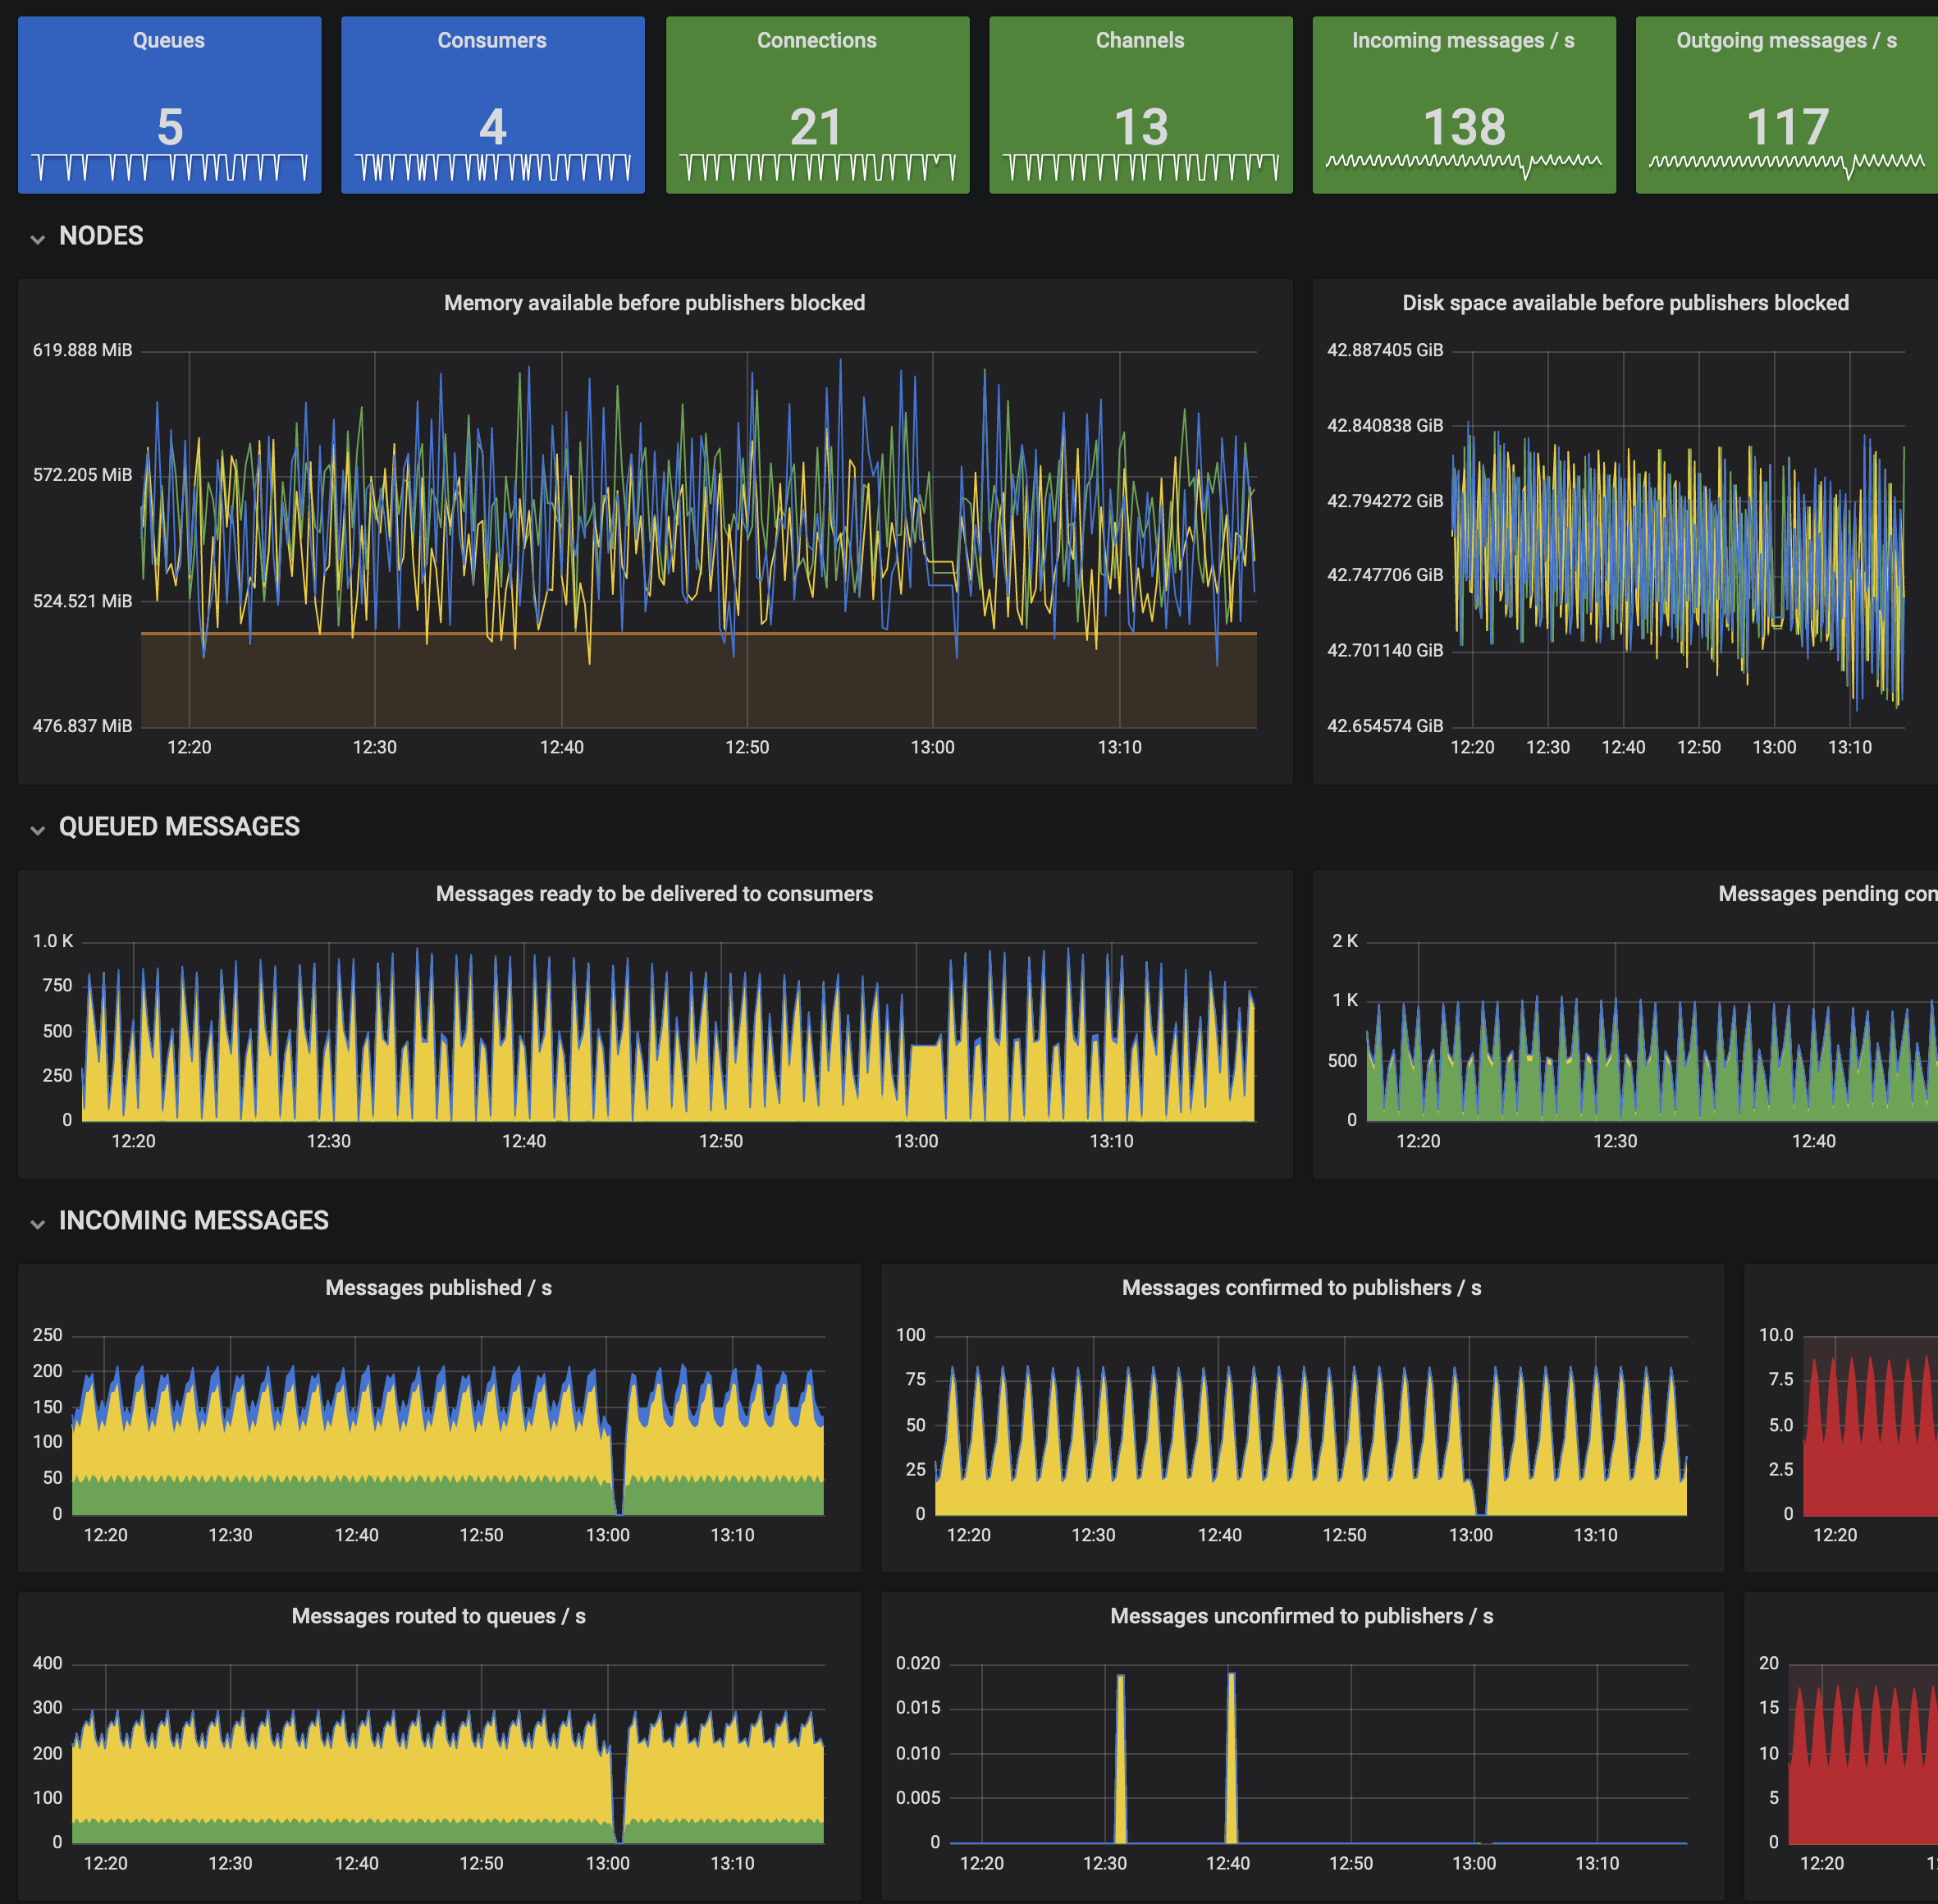 Queues
5
Consumers
4
Connections
21
Channels
13
Incoming messages / s
138
Outgoing messages / s
117
NODES
Memory available before publishers blocked
619.888 MiB
572.205 MiB
524.521 MiB
476.837 MiB
12:20 12:30 12:40 12:50 13:00 13:10
Disk space available before publishers blocked
42.887405 GiB
42.840838 GiB
42.794272 GiB
42.747706 GiB
42.701140 GiB
42.654574 GiB
12:20 12:30 12:40 12:50 13:00 13:10
QUEUED MESSAGES
Messages ready to be delivered to consumers
1.0 K
750
500
250
0
12:20 12:30 12:40 12:50 13:00 13:10
Messages pending con
2 K
1 K
500
0
12:20 12:30 12:40
INCOMING MESSAGES
Messages published / s
250
200
150
100
50
0
12:20 12:30 12:40 12:50 13:00 13:10
Messages confirmed to publishers / s
100
75
50
25
0
12:20 12:30 12:40 12:50 13:00 13:10
10.0
7.5
5.0
2.5
0
12:20
Messages routed to queues / s
400
300
200
100
0
12:20 12:30 12:40 12:50 13:00 13:10
Messages unconfirmed to publishers / s
0.020
0.015
0.010
0.005
0
12:20 12:30 12:40 12:50 13:00 13:10
20
15
10
5
0
12:20